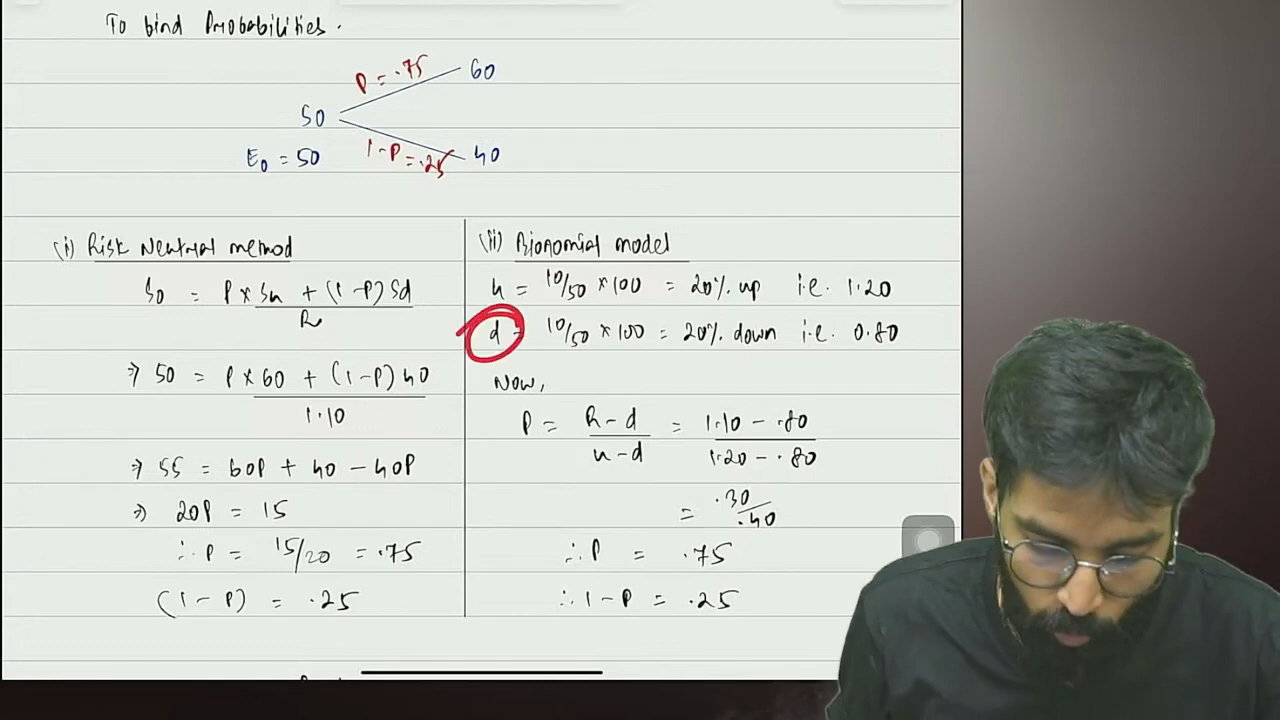 To bind Probabilities.
P = .75
60
50
E0 = 50
1-P = .25
40
(i) Risk Neutral method
S0 = P × Su + (1-P) Sd
R
⇒ 50 = P × 60 + (1-P) 40
1.10
⇒ 55 = 60P + 40 - 40P
⇒ 20P = 15
∴ P = 15/20 = .75
(1-P) = .25
(ii) Bionomial model
u = 10/50 × 100 = 20% up i.e. 1.20
d = 10/50 × 100 = 20% down i.e. 0.80
Now,
P = R-d = 1.10 - .80
u-d 1.20 - .80
= .30/.40
∴ P = .75
∴ 1-P = .25